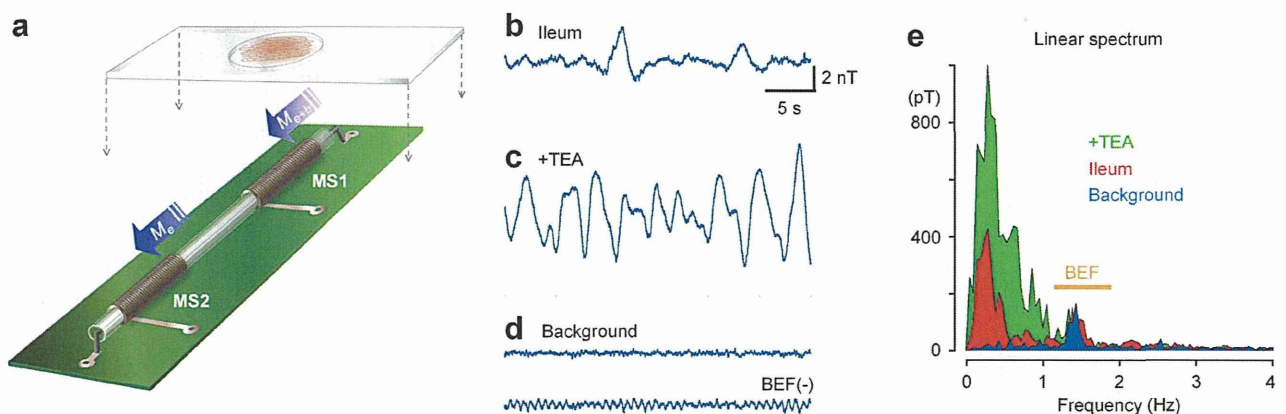 a
M e+b
MS1
M e
MS2
b Ileum
2 nT
5 s
c +TEA
d Background
BEF(-)
e Linear spectrum
(pT)
800
400
0
+TEA
Ileum
Background
BEF
0 1 2 3 4
Frequency (Hz)